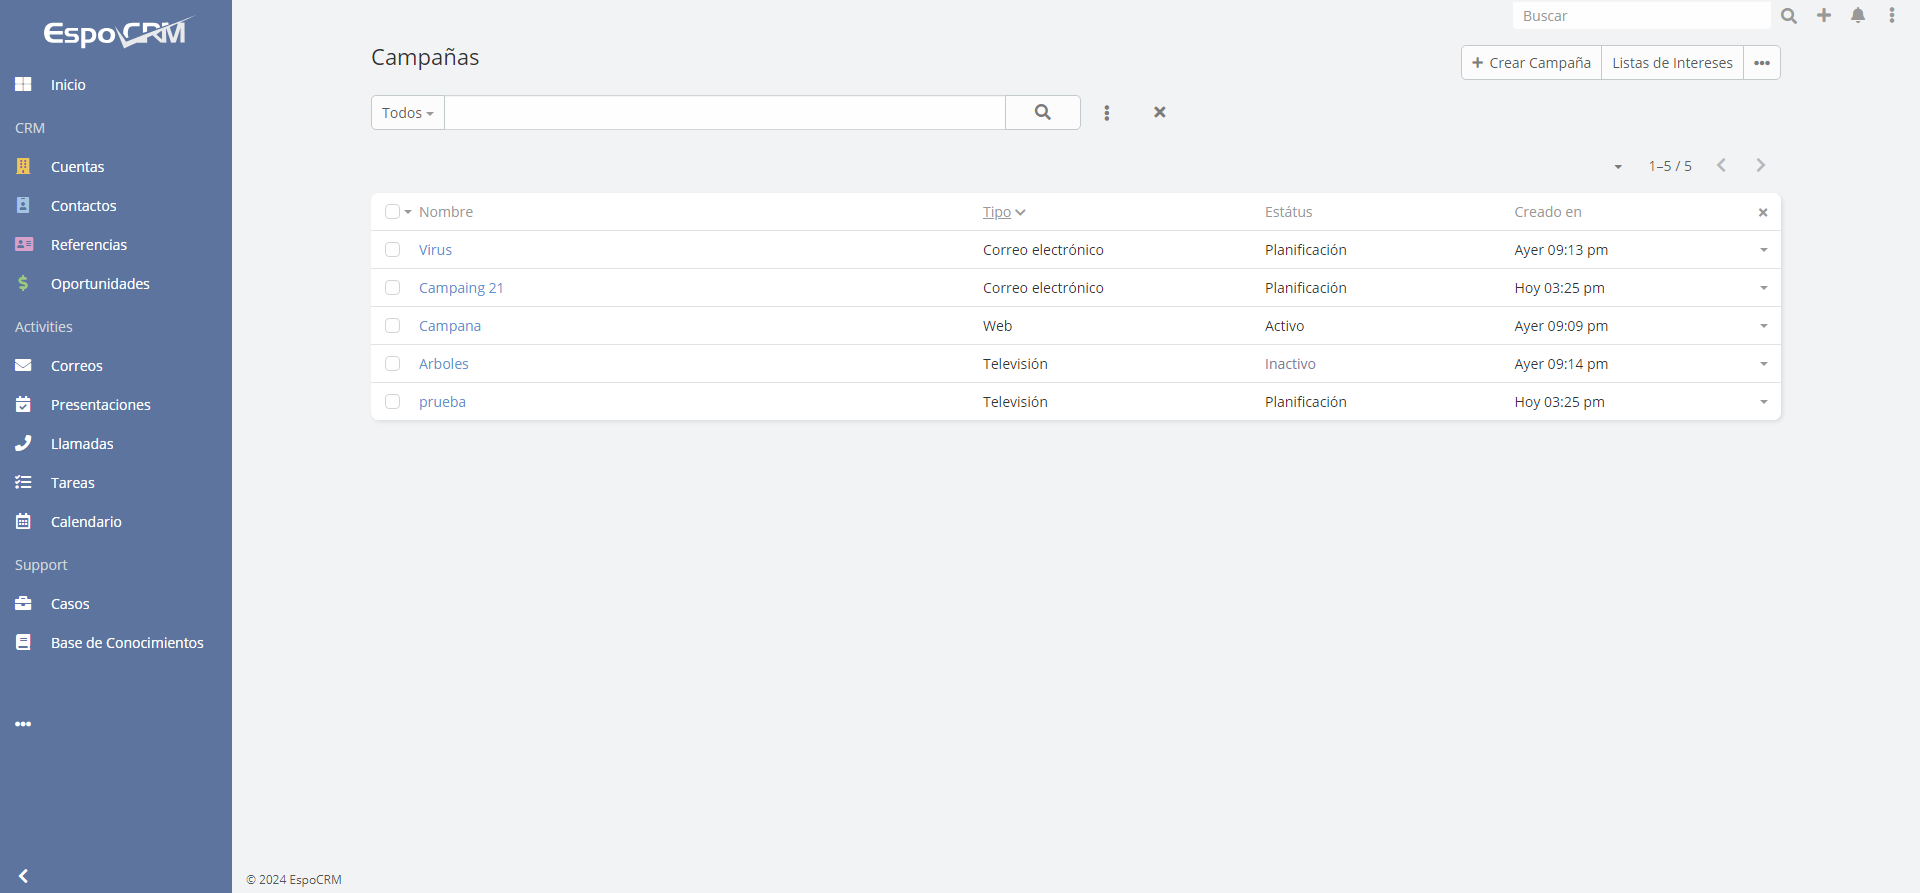 EspoCRM
Buscar
Inicio
CRM
Cuentas
Contactos
Referencias
Oportunidades
Activities
Correos
Presentaciones
Llamadas
Tareas
Calendario
Support
Casos
Base de Conocimientos
Campañas
Crear Campaña
Listas de Intereses
Todos
1–5 / 5
Nombre Tipo Estátus Creado en
Virus Correo electrónico Planificación Ayer 09:13 pm
Campaing 21 Correo electrónico Planificación Hoy 03:25 pm
Campana Web Activo Ayer 09:09 pm
Arboles Televisión Inactivo Ayer 09:14 pm
prueba Televisión Planificación Hoy 03:25 pm
© 2024 EspoCRM